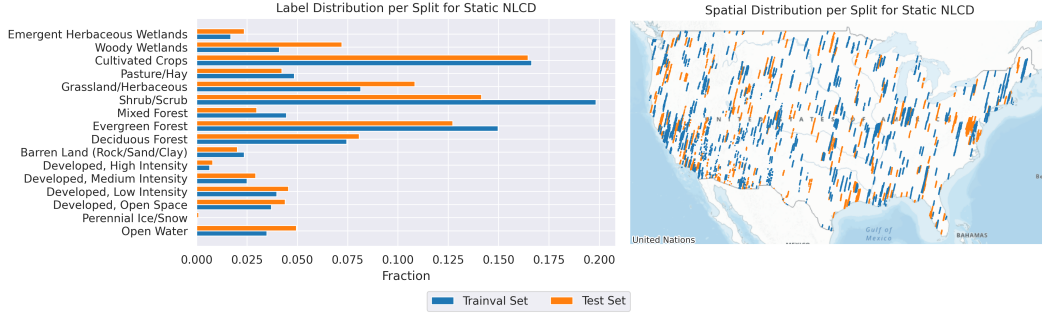 Label Distribution per Split for Static NLCD
Emergent Herbaceous Wetlands
Woody Wetlands
Cultivated Crops
Pasture/Hay
Grassland/Herbaceous
Shrub/Scrub
Mixed Forest
Evergreen Forest
Deciduous Forest
Barren Land (Rock/Sand/Clay)
Developed, High Intensity
Developed, Medium Intensity
Developed, Low Intensity
Developed, Open Space
Perennial Ice/Snow
Open Water
0.000 0.025 0.050 0.075 0.100 0.125 0.150 0.175 0.200
Fraction
Spatial Distribution per Split for Static NLCD
Gulf of
Mexico
BAHAMAS
United Nations
Trainval Set
Test Set